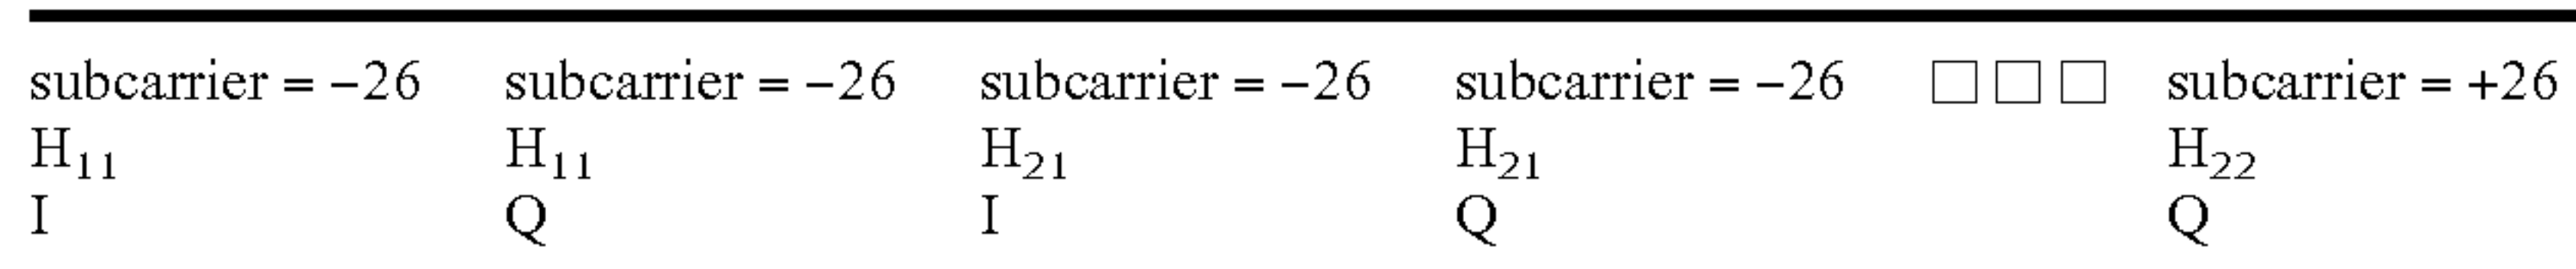 subcarrier = −26 subcarrier = −26 subcarrier = −26 subcarrier = −26 □ □ □ subcarrier = +26
H₁₁ H₁₁ H₂₁ H₂₁ H₂₂
I Q I Q Q